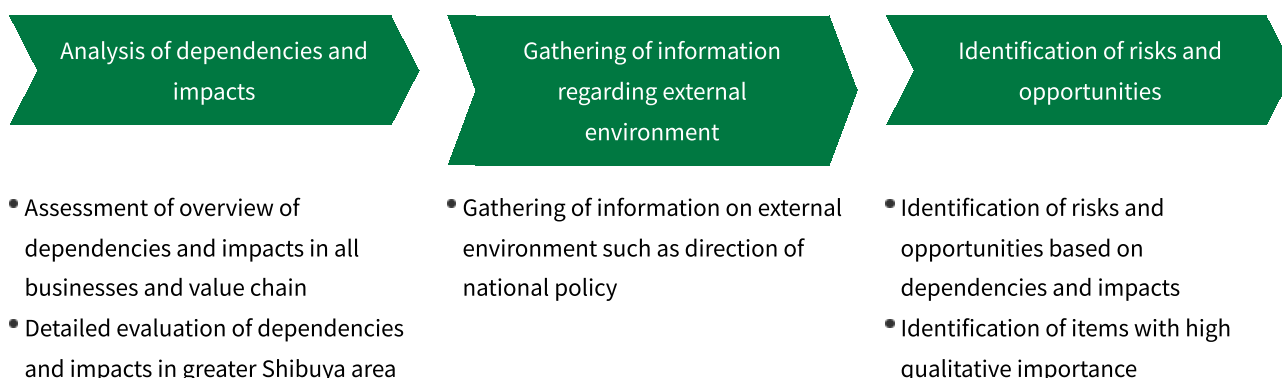 Analysis of dependencies and
impacts
Gathering of information
regarding external
environment
Identification of risks and
opportunities
Assessment of overview of
dependencies and impacts in all
businesses and value chain
Detailed evaluation of dependencies
and impacts in greater Shibuya area
Gathering of information on external
environment such as direction of
national policy
Identification of risks and
opportunities based on
dependencies and impacts
Identification of items with high
qualitative importance